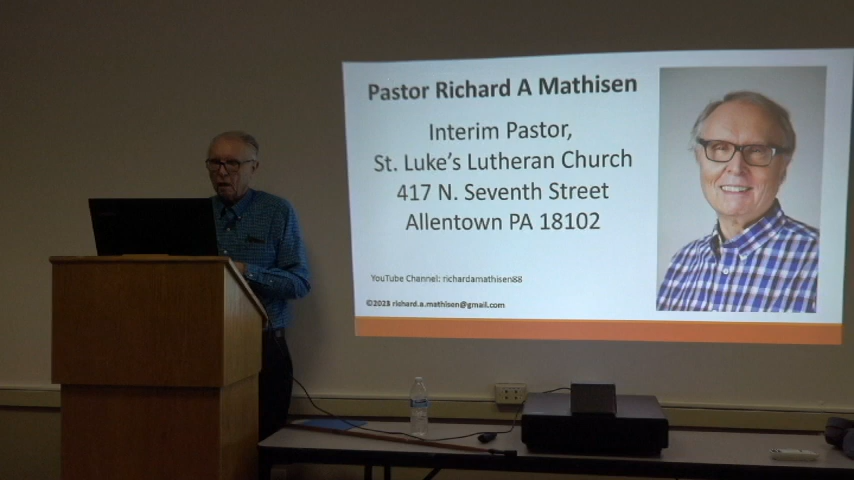 Pastor Richard A Mathisen
Interim Pastor,
St. Luke's Lutheran Church
417 N. Seventh Street
Allentown PA 18102
YouTube Channel: richardamathisen88
©2023 richard.a.mathisen@gmail.com